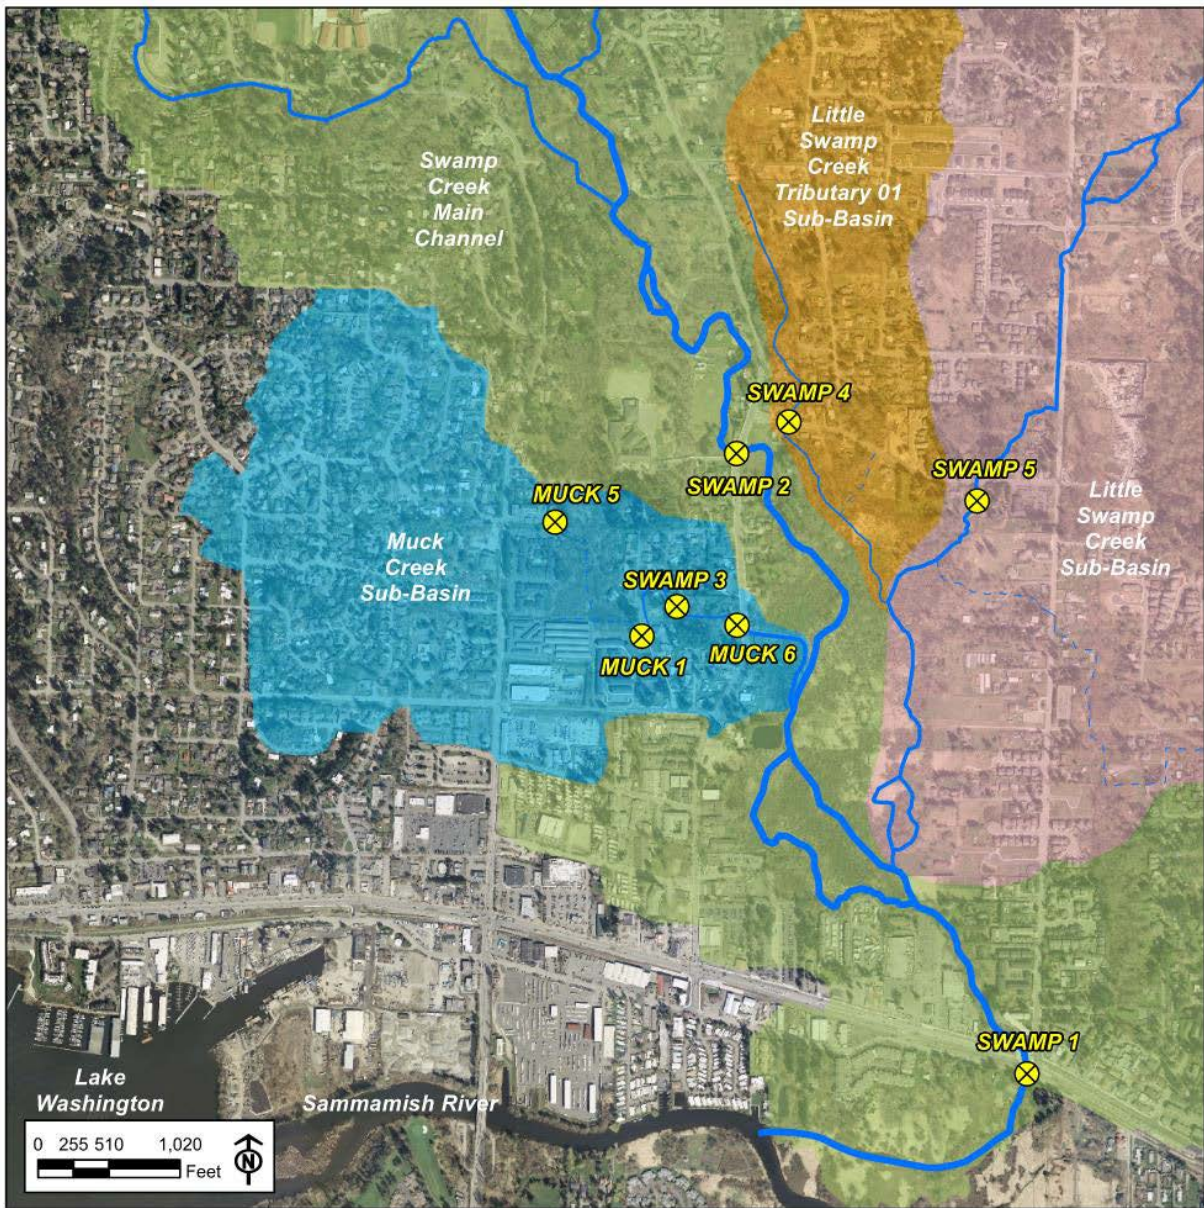 Little
Swamp
Creek
Tributary 01
Sub-Basin
Swamp
Creek
Main
Channel
SWAMP 4
SWAMP 5
SWAMP 2
MUCK 5
Little
Swamp
Creek
Sub-Basin
Muck
Creek
Sub-Basin
SWAMP 3
MUCK 1
MUCK 6
SWAMP 1
Lake
Washington
Sammamish River
0 255 510 1,020
Feet
N